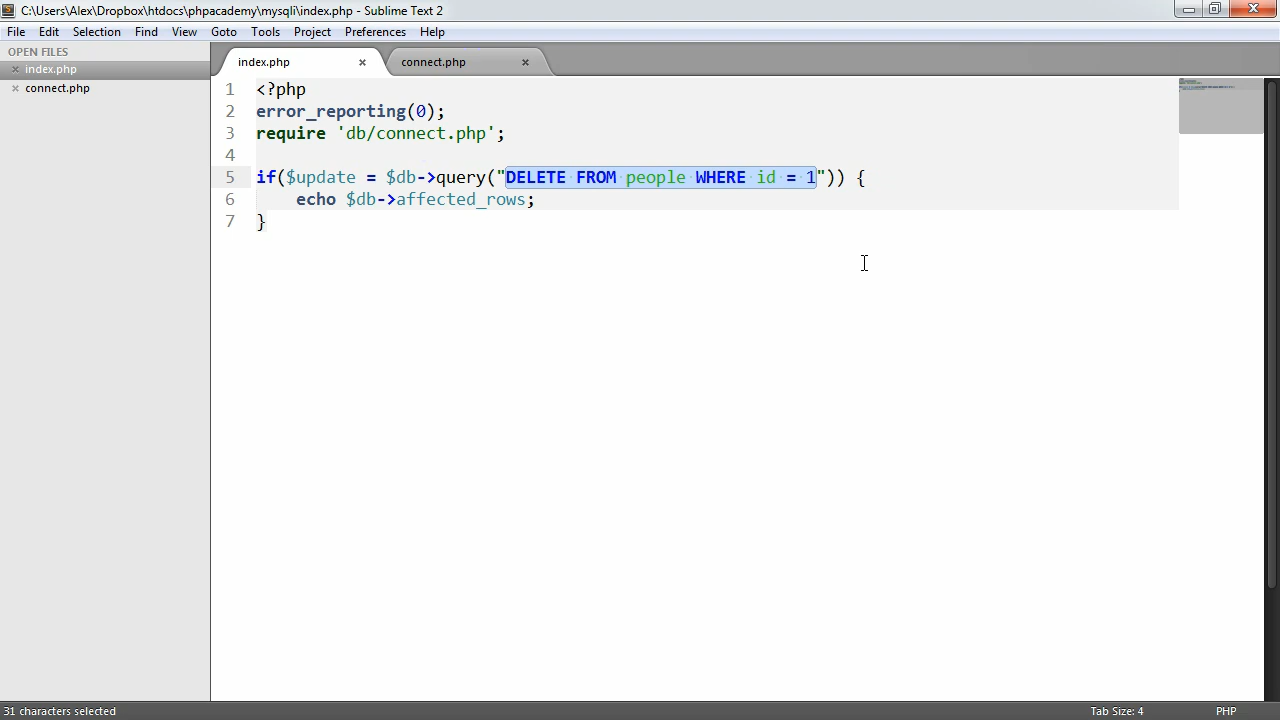 C:\Users\Alex\Dropbox\htdocs\phpacademy\mysqli\index.php - Sublime Text 2
File Edit Selection Find View Goto Tools Project Preferences Help
OPEN FILES
index.php
connect.php
index.php connect.php
1 <?php
2 error_reporting(0);
3 require 'db/connect.php';
4
5 if($update = $db->query("DELETE FROM people WHERE id = 1")) {
6 echo $db->affected_rows;
7 }
31 characters selected Tab Size: 4 PHP